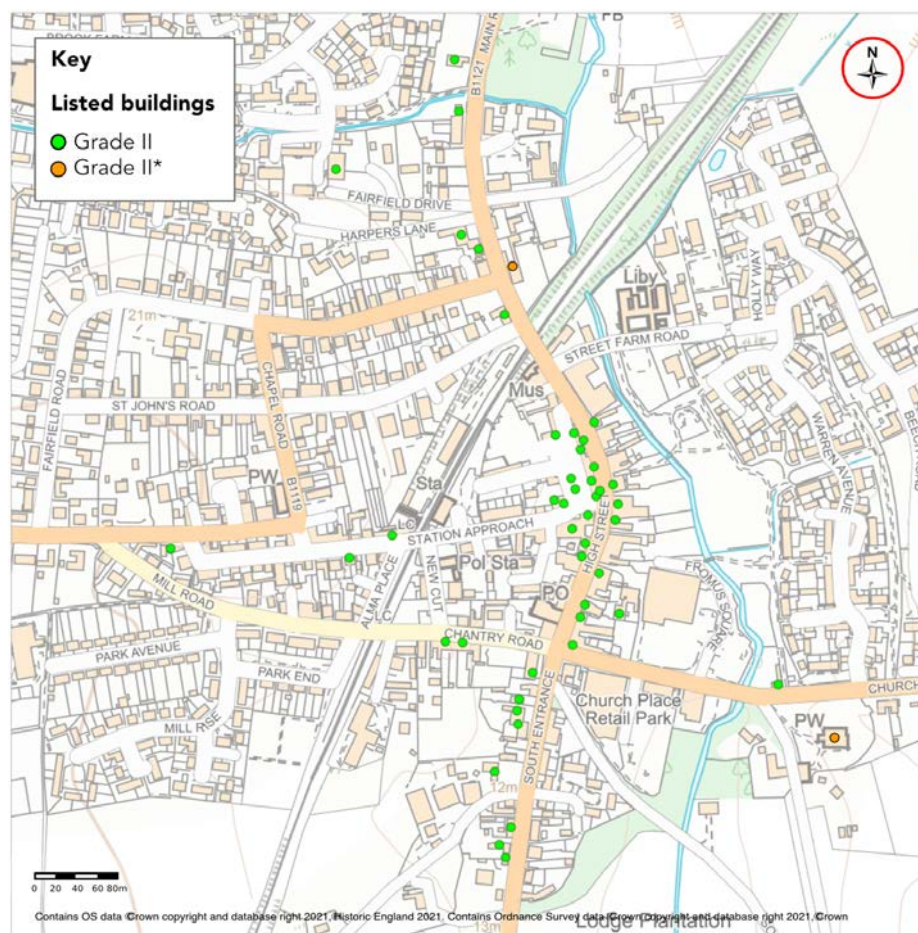 Key
Listed buildings
Grade II
Grade II*
N
B1121 MAIN R
FB
FAIRFIELD DRIVE
HARPERS LANE
Liby
HOLLY WAY
21m
STREET FARM ROAD
Mus
CHAPEL ROAD
ST JOHN'S ROAD
FAIRFIELD ROAD
WARREN AVENUE
PW
B1119
Sta
LC
STATION APPROACH
HIGH STREET
Pol Sta
NEW CUT
ALMA PLACE
MILL ROAD
PO
FROMUS SQUARE
CHANTRY ROAD
PARK AVENUE
PARK END
SOUTH ENTRANCE
CHURCH
Church Place
Retail Park
PW
MILL RISE
12m
0 20 40 60 80m
Contains OS data ©rown copyright and database right 2021, Historic England 2021. Contains Ordnance Survey data ©rown copyright and database right 2021, Crown
Lodge Plantation
13m